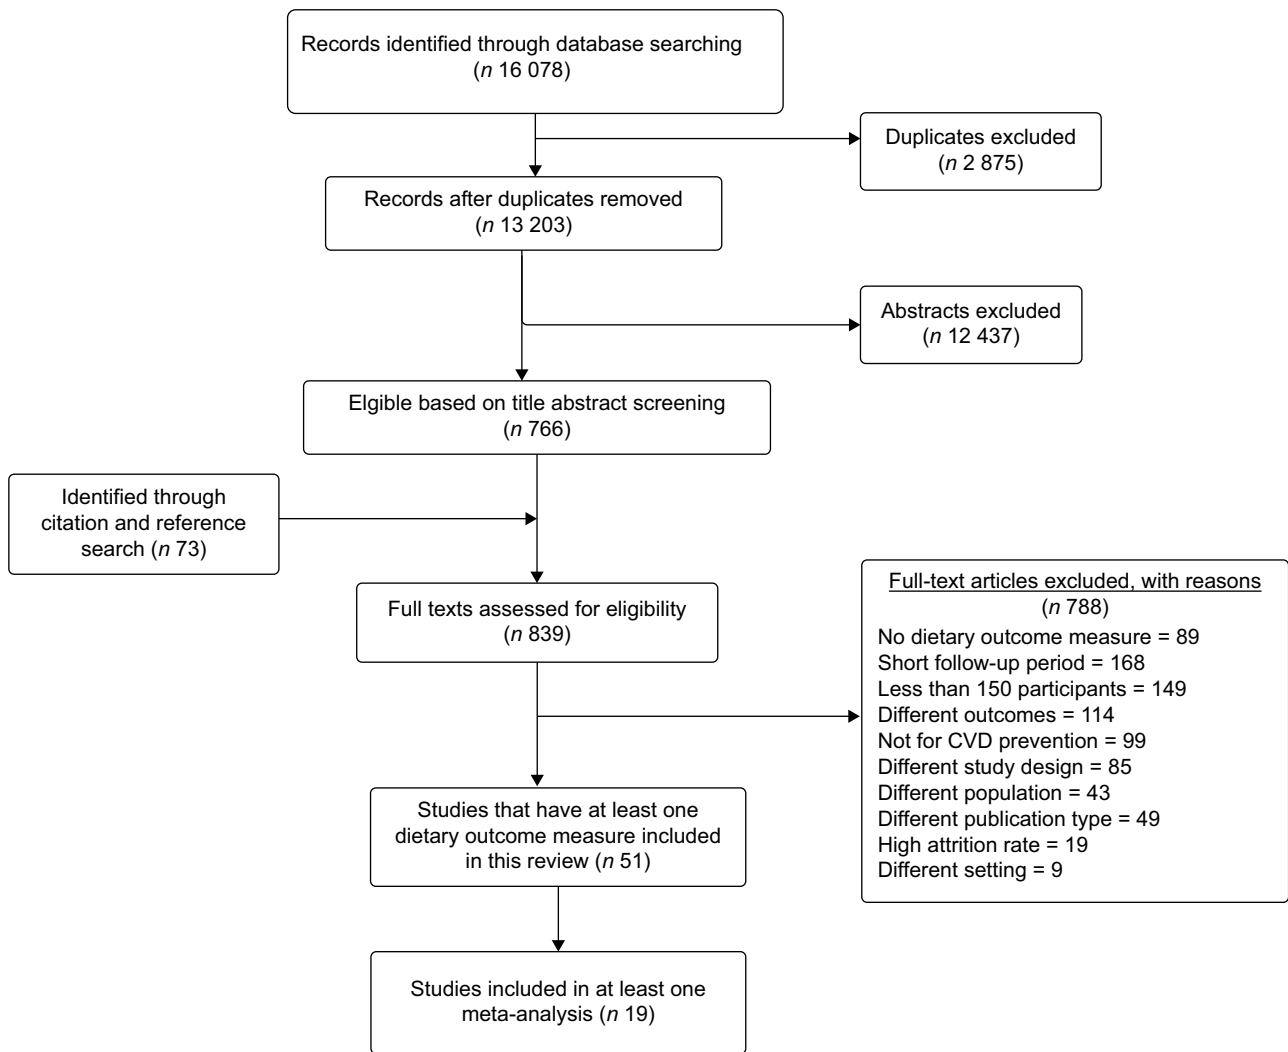 Records identified through database searching
(n 16 078)
Duplicates excluded
(n 2 875)
Records after duplicates removed
(n 13 203)
Abstracts excluded
(n 12 437)
Elgible based on title abstract screening
(n 766)
Identified through
citation and reference
search (n 73)
Full texts assessed for eligibility
(n 839)
Full-text articles excluded, with reasons
(n 788)
No dietary outcome measure = 89
Short follow-up period = 168
Less than 150 participants = 149
Different outcomes = 114
Not for CVD prevention = 99
Different study design = 85
Different population = 43
Different publication type = 49
High attrition rate = 19
Different setting = 9
Studies that have at least one
dietary outcome measure included
in this review (n 51)
Studies included in at least one
meta-analysis (n 19)